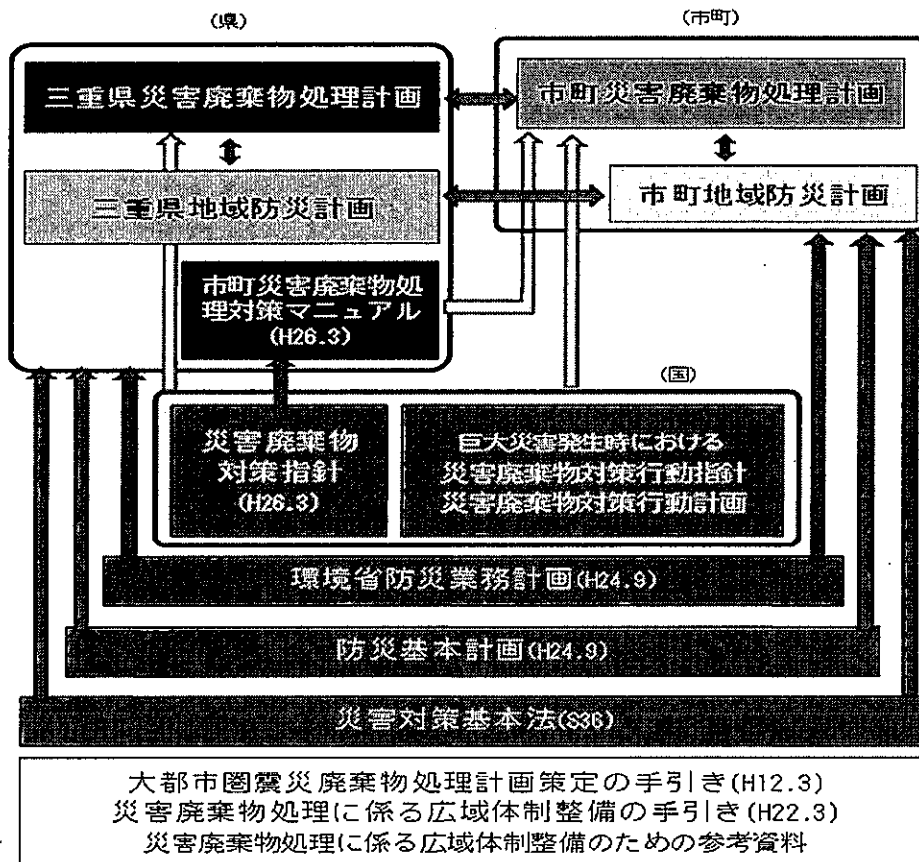 (県)
(市町)
三重県災害廃棄物処理計画
市町災害廃棄物処理計画
三重県地域防災計画
市町地域防災計画
市町災害廃棄物処
理対策マニュアル
(H26.3)
(国)
災害廃棄物
対策指針
(H26.3)
巨大災害発生時における
災害廃棄物対策行動指針
災害廃棄物対策行動計画
環境省防災業務計画(H24.9)
防災基本計画(H24.9)
災害対策基本法(S36)
大都市圏震災廃棄物処理計画策定の手引き(H12.3)
災害廃棄物処理に係る広域体制整備の手引き(H22.3)
災害廃棄物処理に係る広域体制整備のための参考資料